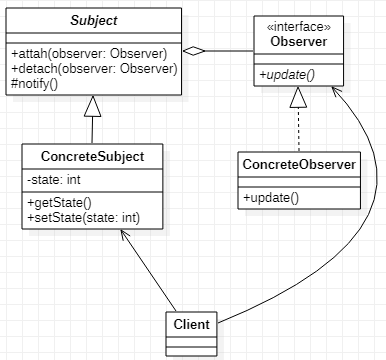 Subject
+attah(observer: Observer)
+detach(observer: Observer)
#notify()
«interface»
Observer
+update()
ConcreteSubject
-state: int
+getState()
+setState(state: int)
ConcreteObserver
+update()
Client